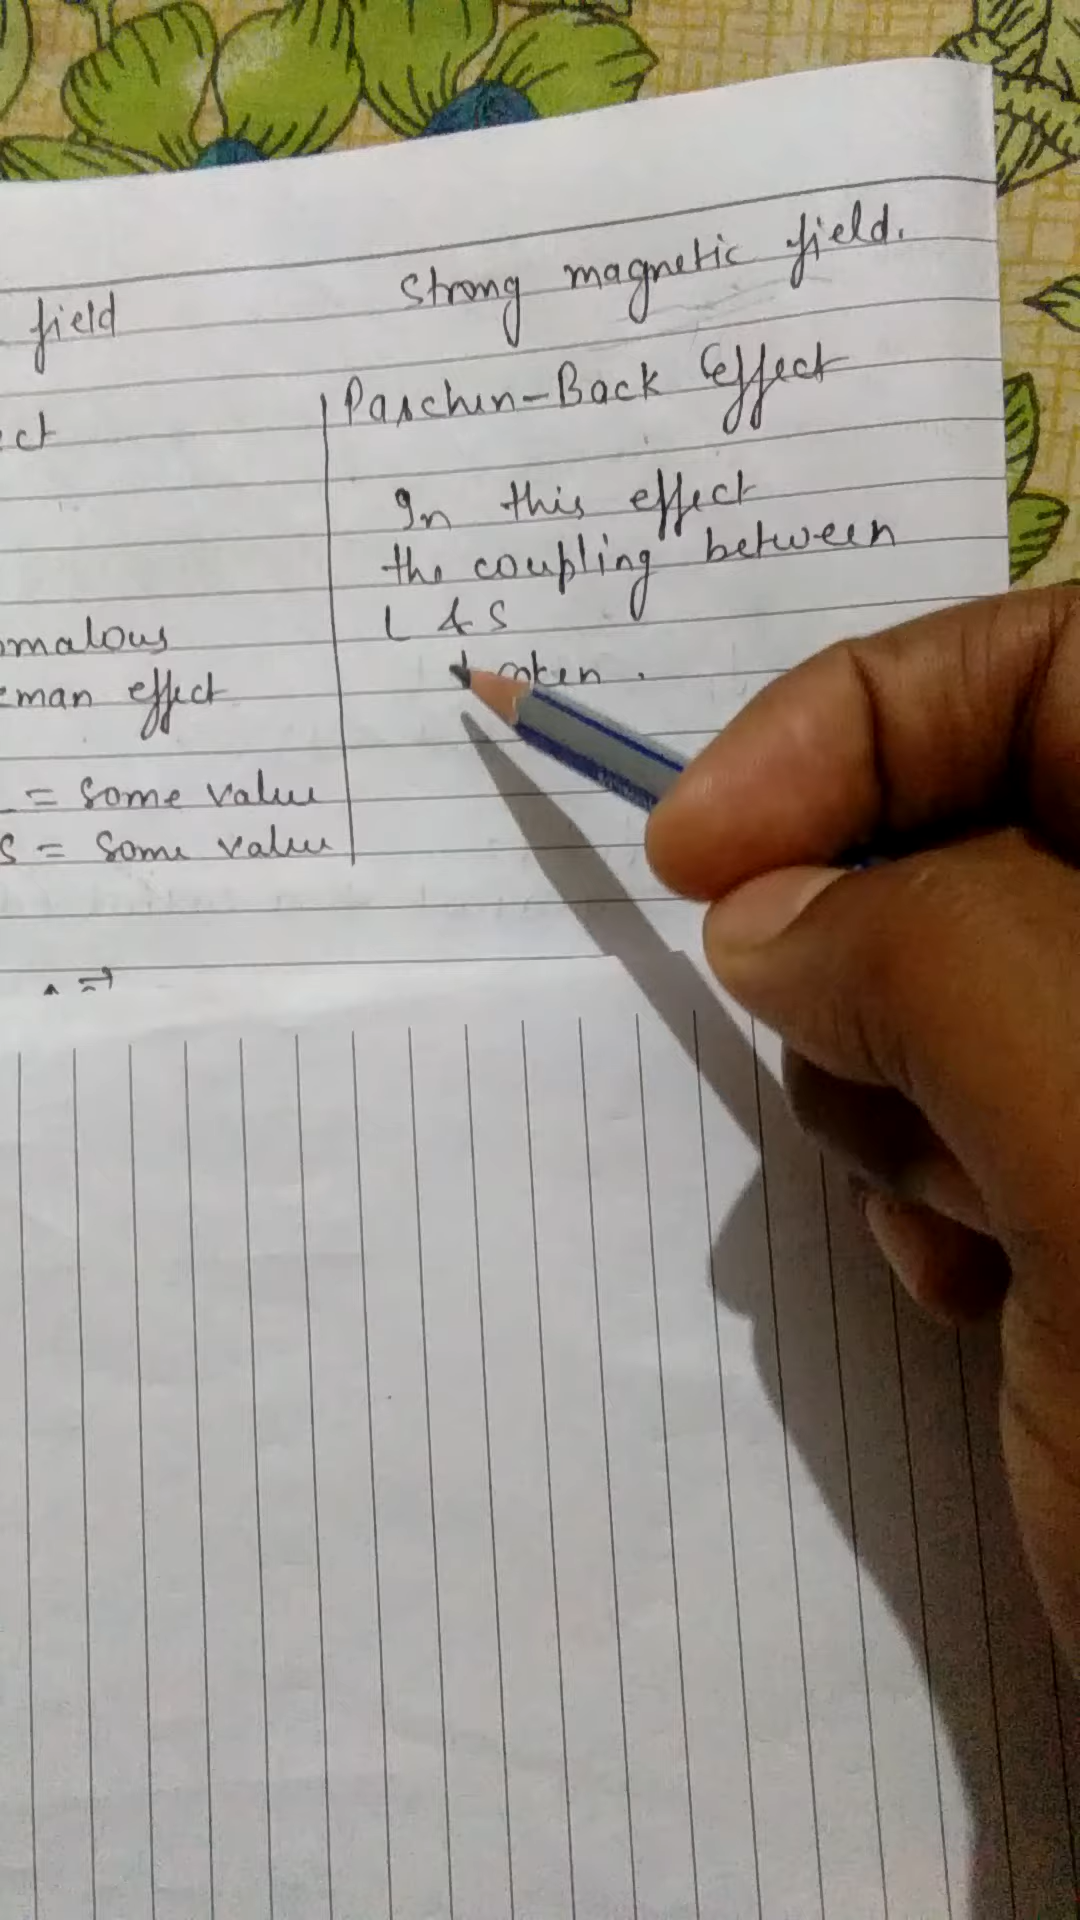 field
Strong magnetic field.
ct
Paschen-Back Effect
In this effect
the coupling between
L & S
omalous
eman effect
= Some value
S = Some value